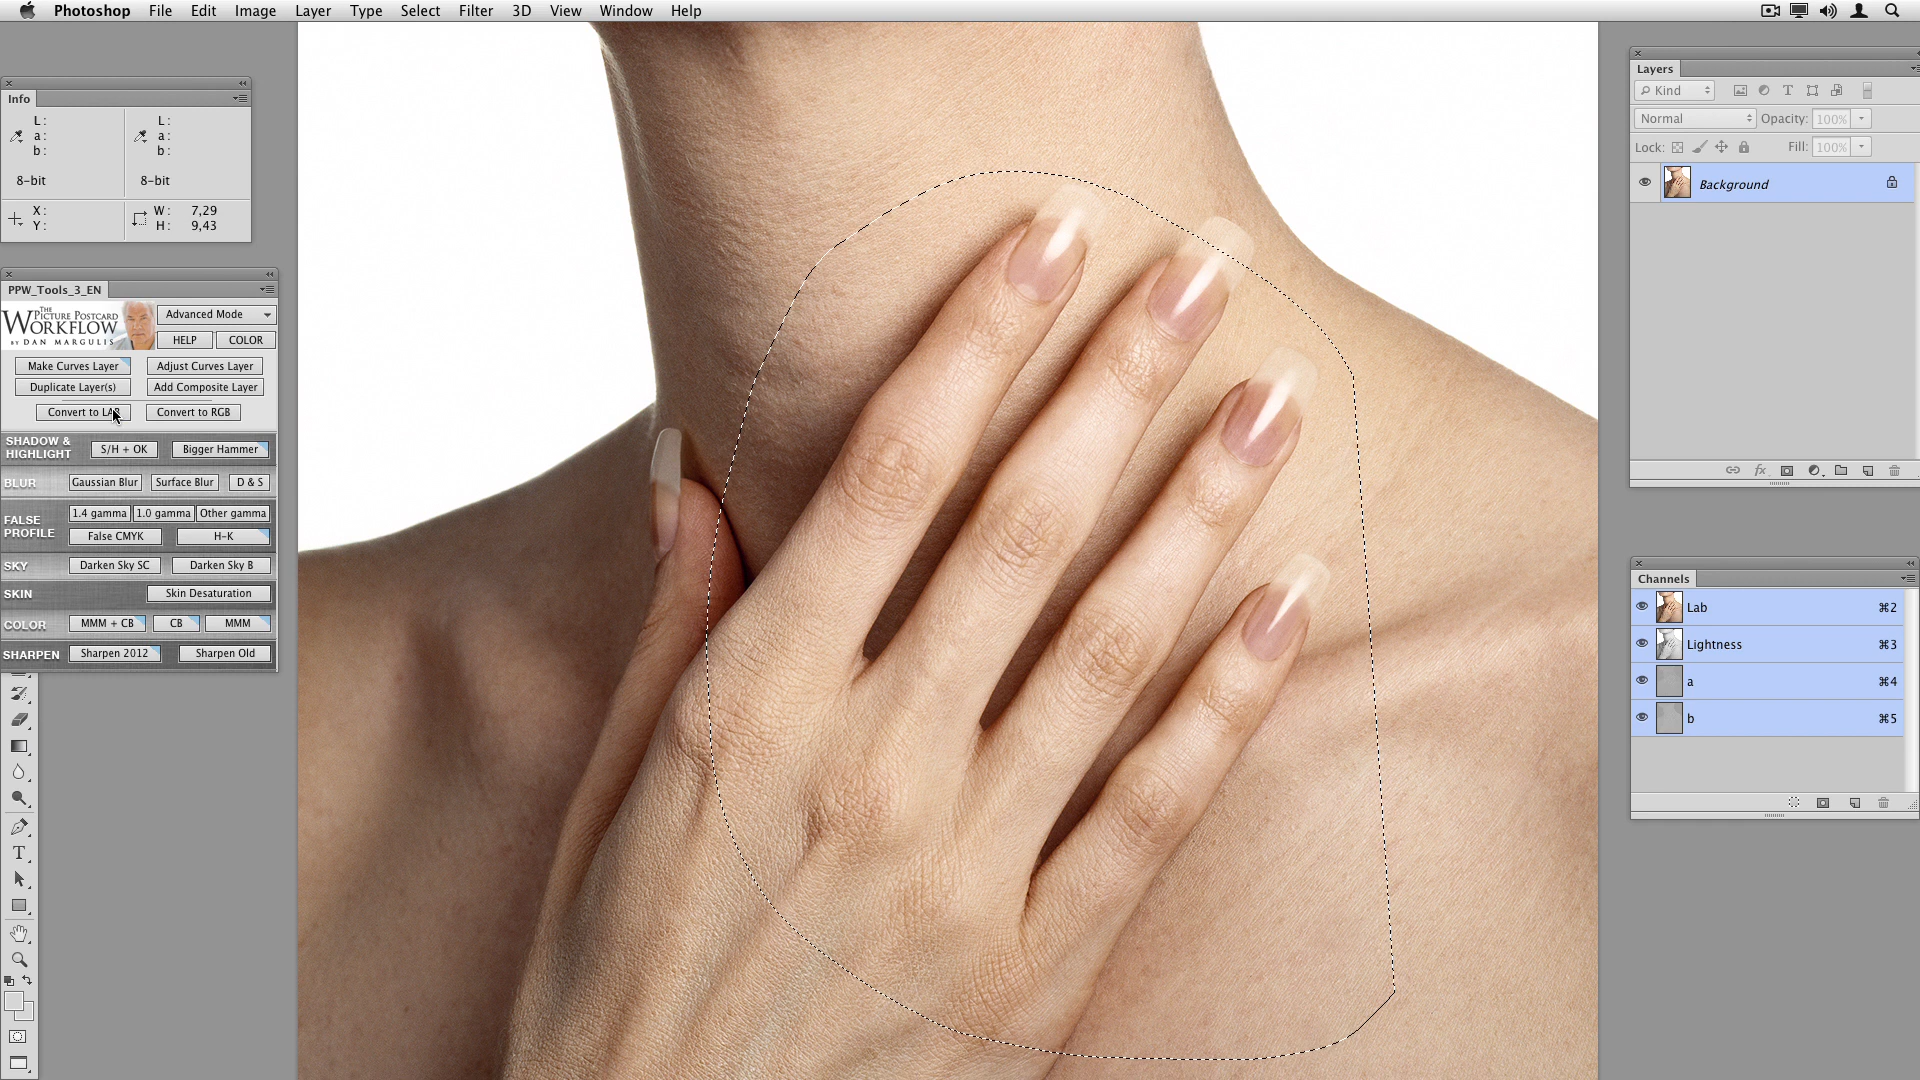 Photoshop File Edit Image Layer Type Select Filter 3D View Window Help
Info
L: L:
a: a:
b: b:
8-bit 8-bit
X: W: 7,29
Y: H: 9,43
PPW_Tools_3_EN
THE
PICTURE POSTCARD
WORKFLOW
BY DAN MARGULIS
Advanced Mode
HELP COLOR
Make Curves Layer Adjust Curves Layer
Duplicate Layer(s) Add Composite Layer
Convert to LAB Convert to RGB
SHADOW & HIGHLIGHT S/H + OK Bigger Hammer
BLUR Gaussian Blur Surface Blur D & S
FALSE PROFILE 1.4 gamma 1.0 gamma Other gamma
False CMYK H-K
SKY Darken Sky SC Darken Sky B
SKIN Skin Desaturation
COLOR MMM + CB CB MMM
SHARPEN Sharpen 2012 Sharpen Old
Layers
Kind
Normal Opacity: 100%
Lock: Fill: 100%
Background
Channels
Lab ⌘2
Lightness ⌘3
a ⌘4
b ⌘5